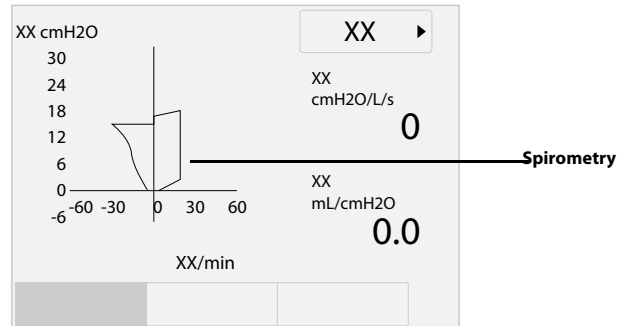 XX cmH2O
XX
30
24
18
12
6
0
-6
-60 -30 0 30 60
XX/min
XX
cmH2O/L/s
0
XX
mL/cmH2O
0.0
Spirometry